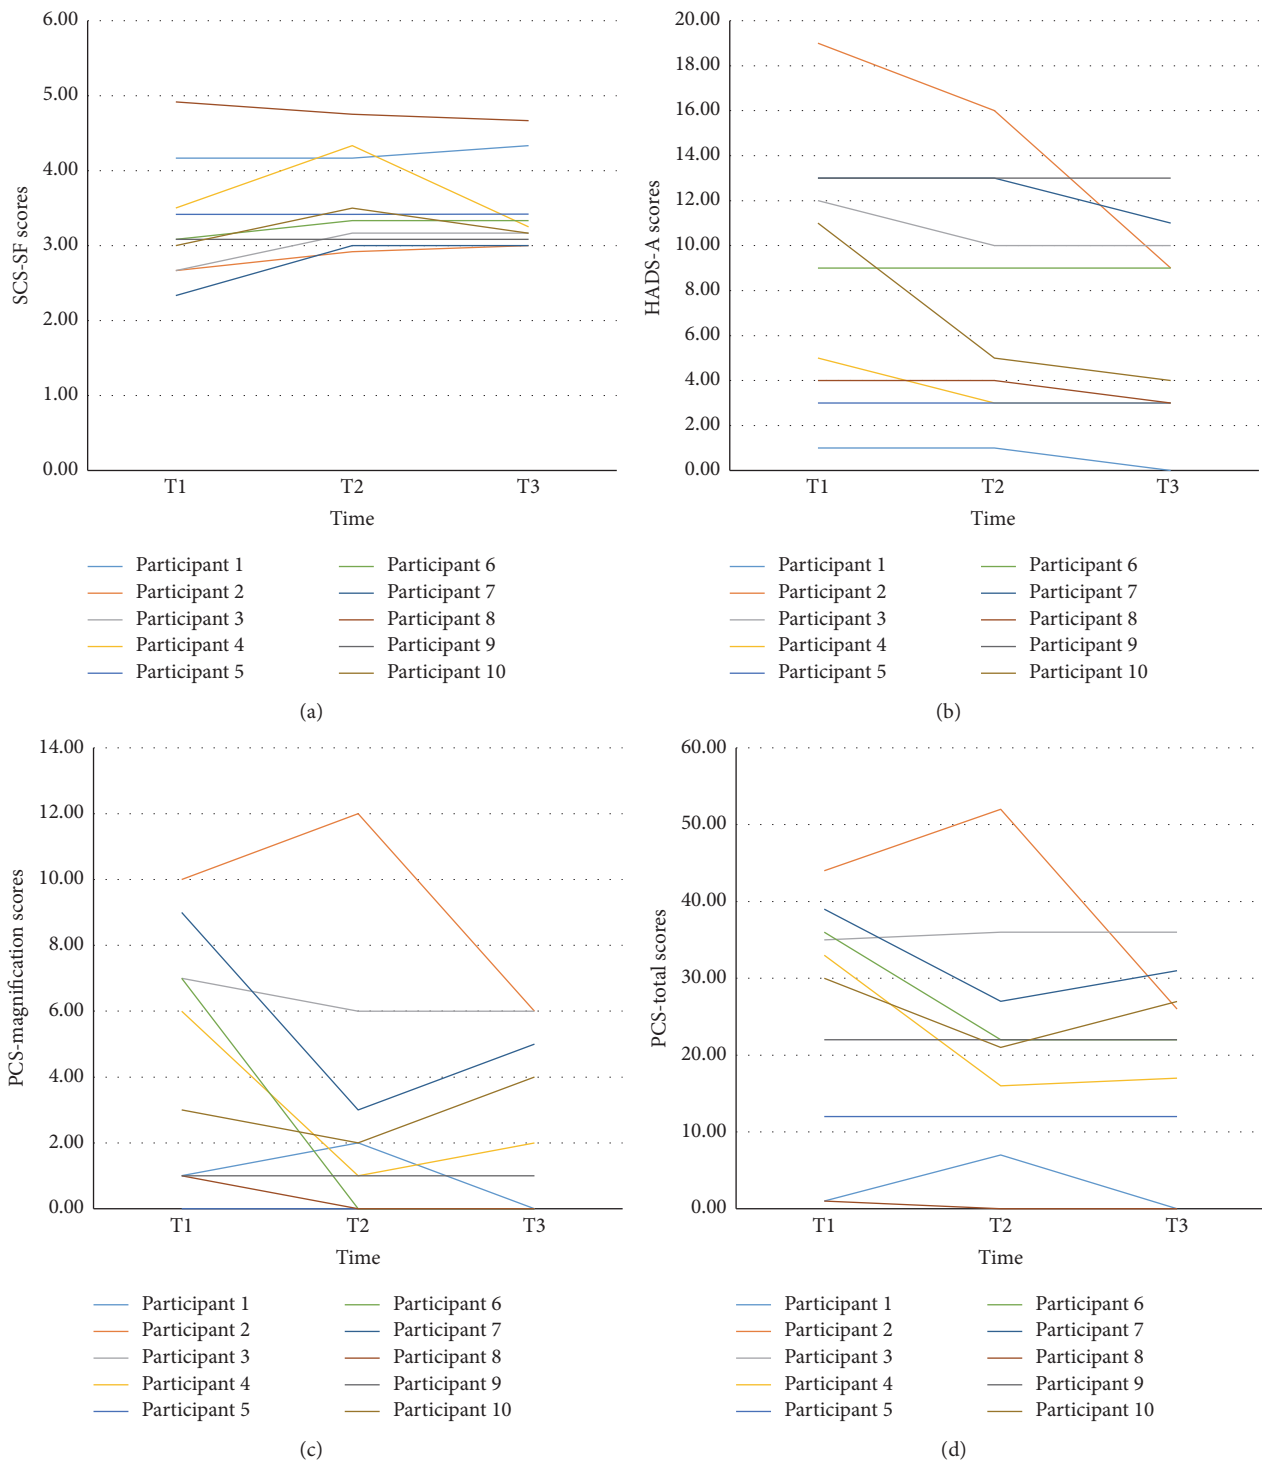 6.00
5.00
4.00
3.00
2.00
1.00
0.00
SCS-SF scores
T1 T2 T3
Time
Participant 1 Participant 6
Participant 2 Participant 7
Participant 3 Participant 8
Participant 4 Participant 9
Participant 5 Participant 10
(a)
20.00
18.00
16.00
14.00
12.00
10.00
8.00
6.00
4.00
2.00
0.00
HADS-A scores
T1 T2 T3
Time
Participant 1 Participant 6
Participant 2 Participant 7
Participant 3 Participant 8
Participant 4 Participant 9
Participant 5 Participant 10
(b)
14.00
12.00
10.00
8.00
6.00
4.00
2.00
0.00
PCS-magnification scores
T1 T2 T3
Time
Participant 1 Participant 6
Participant 2 Participant 7
Participant 3 Participant 8
Participant 4 Participant 9
Participant 5 Participant 10
(c)
60.00
50.00
40.00
30.00
20.00
10.00
0.00
PCS-total scores
T1 T2 T3
Time
Participant 1 Participant 6
Participant 2 Participant 7
Participant 3 Participant 8
Participant 4 Participant 9
Participant 5 Participant 10
(d)